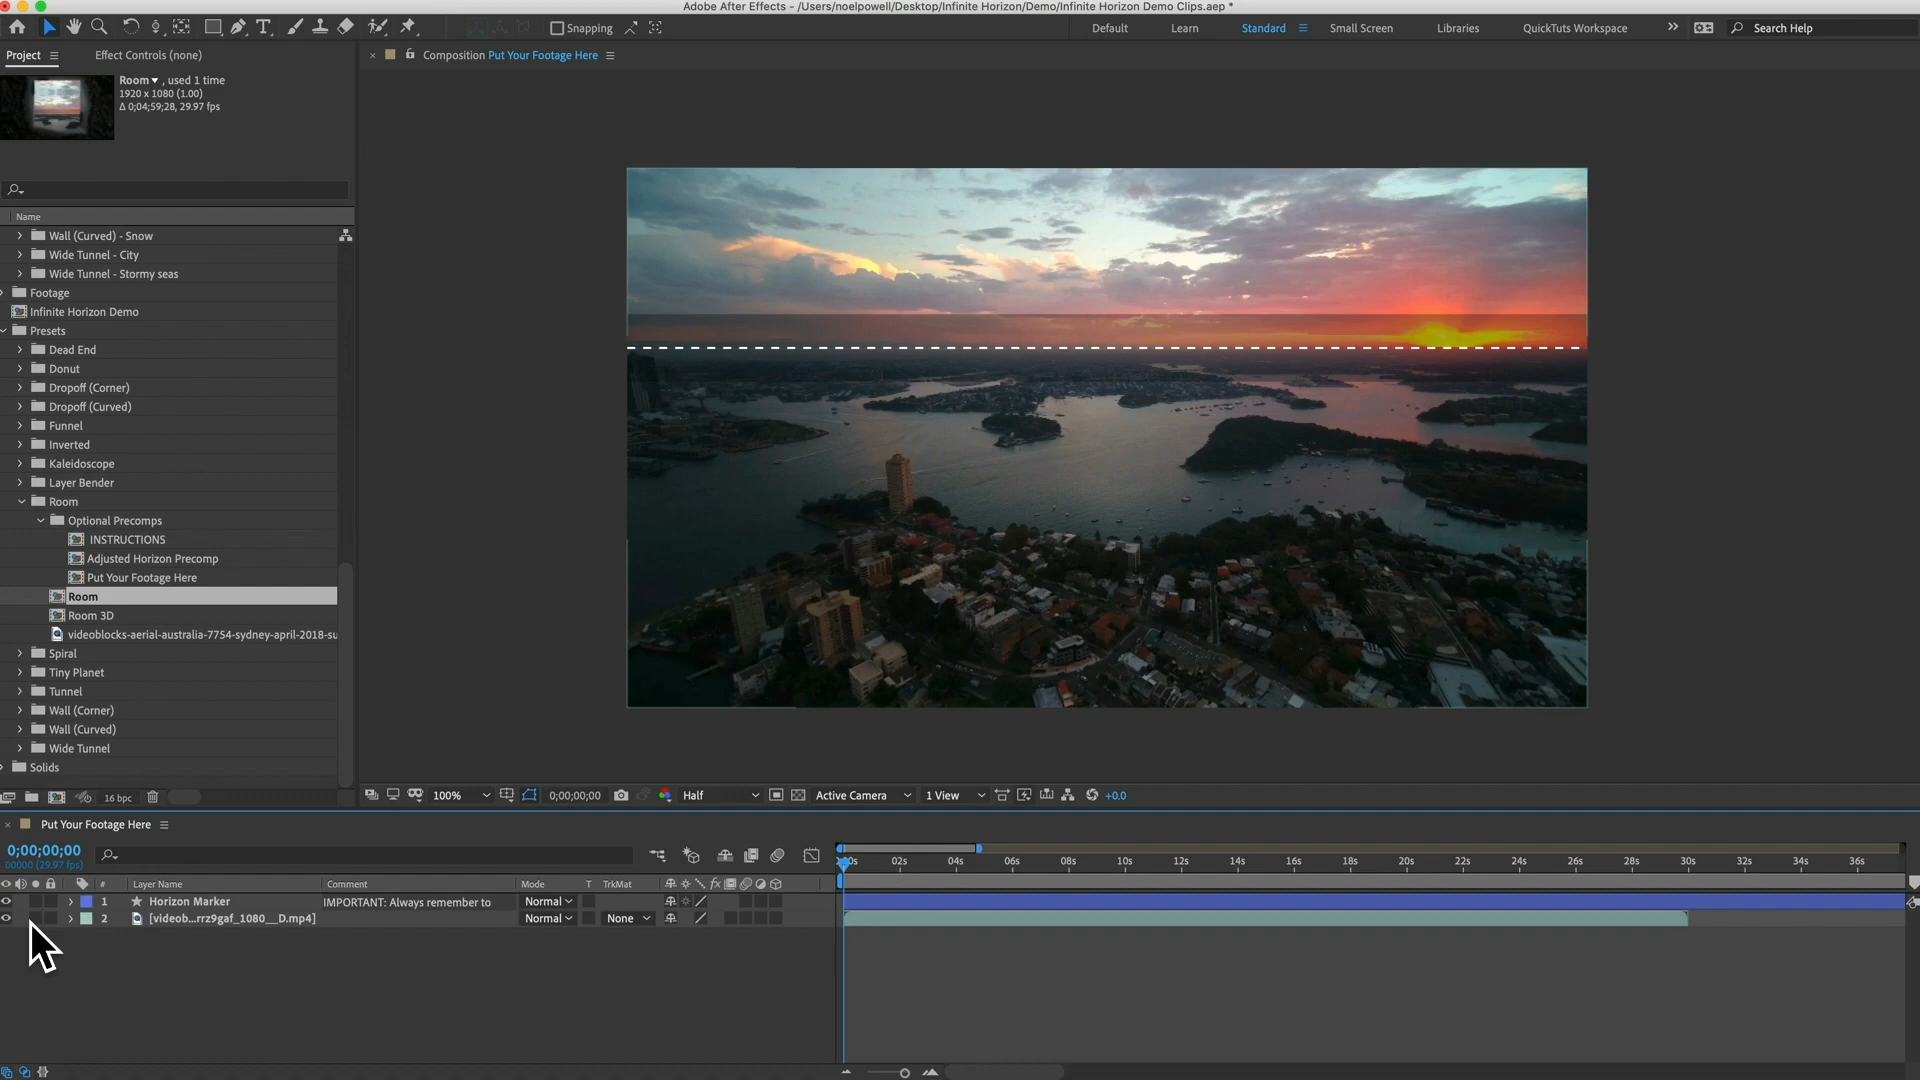 Adobe After Effects - /Users/noelpowell/Desktop/Infinite Horizon/Demo/Infinite Horizon Demo Clips.aep *
Snapping
Default
Learn
Standard
Small Screen
Libraries
QuickTuts Workspace
Search Help
Project
Effect Controls (none)
Composition Put Your Footage Here
Room , used 1 time
1920 x 1080 (1.00)
Δ 0;04;59;28, 29.97 fps
Name
Wall (Curved) - Snow
Wide Tunnel - City
Wide Tunnel - Stormy seas
Footage
Infinite Horizon Demo
Presets
Dead End
Donut
Dropoff (Corner)
Dropoff (Curved)
Funnel
Inverted
Kaleidoscope
Layer Bender
Room
Optional Precomps
INSTRUCTIONS
Adjusted Horizon Precomp
Put Your Footage Here
Room
Room 3D
videoblocks-aerial-australia-7754-sydney-april-2018-su
Spiral
Tiny Planet
Tunnel
Wall (Corner)
Wall (Curved)
Wide Tunnel
Solids
16 bpc
100%
0;00;00;00
Half
Active Camera
1 View
+0.0
Put Your Footage Here
0;00;00;00
00000 (29.97 fps)
02s 04s 06s 08s 10s 12s 14s 16s 18s 20s 22s 24s 26s 28s 30s 32s 34s 36s
# Layer Name Comment Mode T TrkMat fx
1 Horizon Marker IMPORTANT: Always remember to Normal
2 [videob...rrz9gaf_1080__D.mp4] Normal None